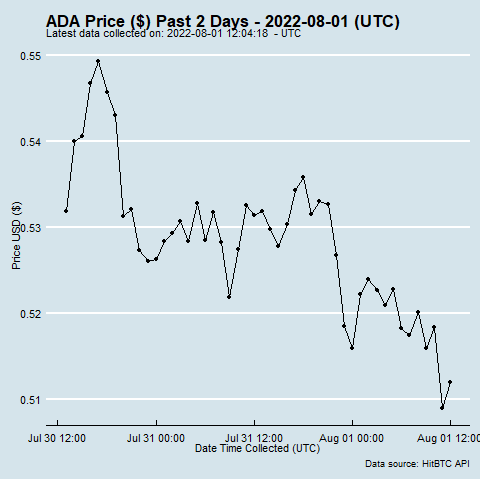 ADA Price ($) Past 2 Days - 2022-08-01 (UTC)
Latest data collected on: 2022-08-01 12:04:18 - UTC
0.55
0.54
0.53
0.52
0.51
Price USD ($)
Jul 30 12:00
Jul 31 00:00
Jul 31 12:00
Aug 01 00:00
Aug 01 12:00
Date Time Collected (UTC)
Data source: HitBTC API